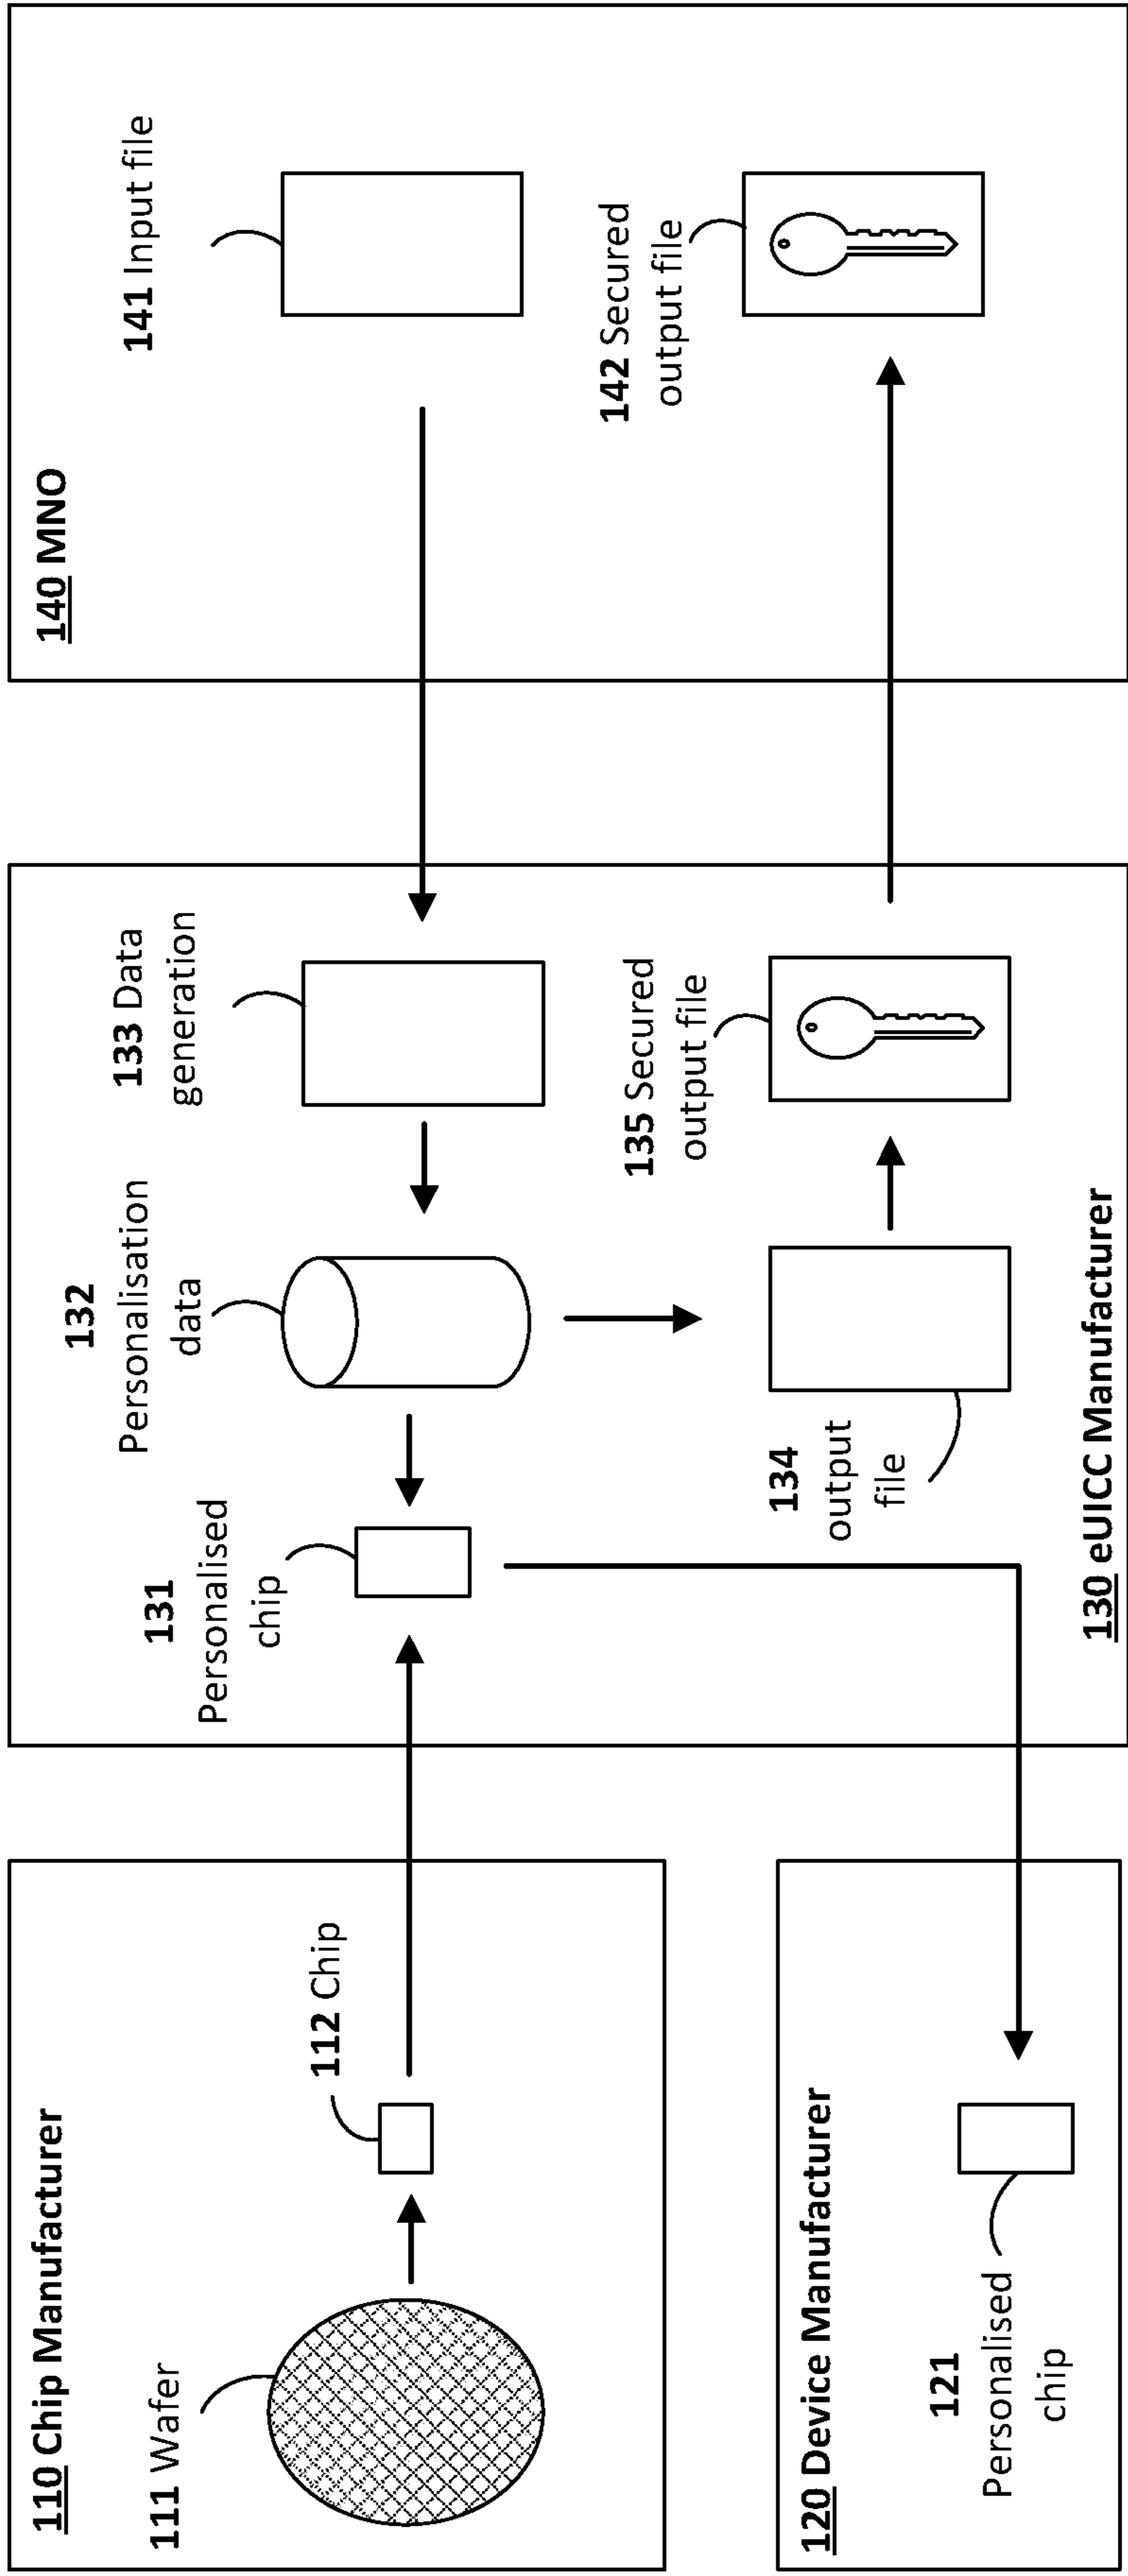 110 Chip Manufacturer
111 Wafer
112 Chip
120 Device Manufacturer
121
Personalised
chip
130 eUICC Manufacturer
131
Personalised
chip
132
Personalisation
data
133 Data
generation
134
output
file
135 Secured
output file
140 MNO
141 Input file
142 Secured
output file